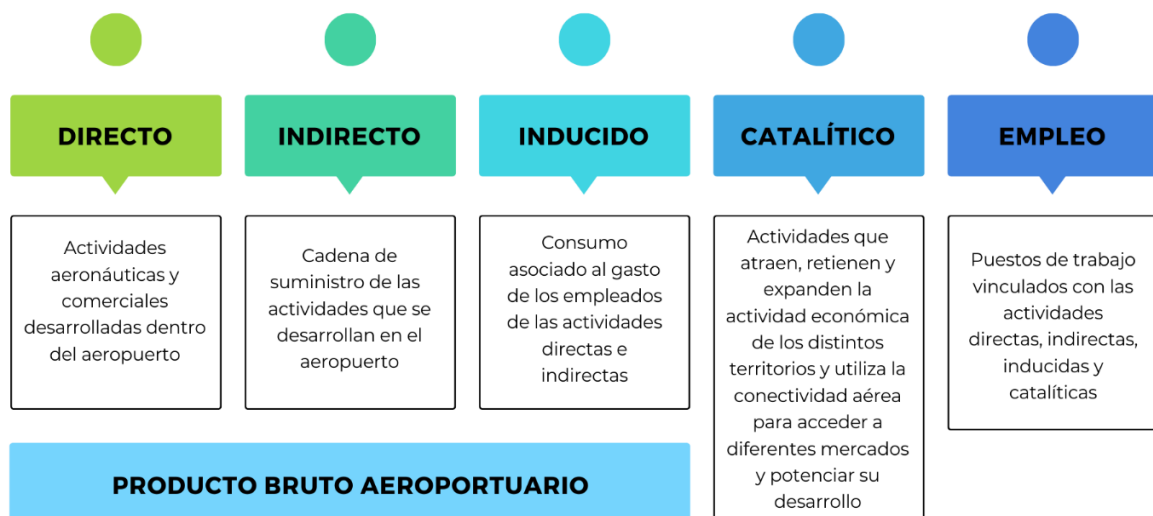 DIRECTO
Actividades
aeronáuticas y
comerciales
desarrolladas dentro
del aeropuerto
INDIRECTO
Cadena de
suministro de las
actividades que se
desarrollan en el
aeropuerto
INDUCIDO
Consumo
asociado al gasto
de los empleados
de las actividades
directas e
indirectas
CATALÍTICO
Actividades que
atraen, retienen y
expanden la
actividad económica
de los distintos
territorios y utiliza la
conectividad aérea
para acceder a
diferentes mercados
y potenciar su
desarrollo
EMPLEO
Puestos de trabajo
vinculados con las
actividades
directas, indirectas,
inducidas y
catalíticas
PRODUCTO BRUTO AEROPORTUARIO